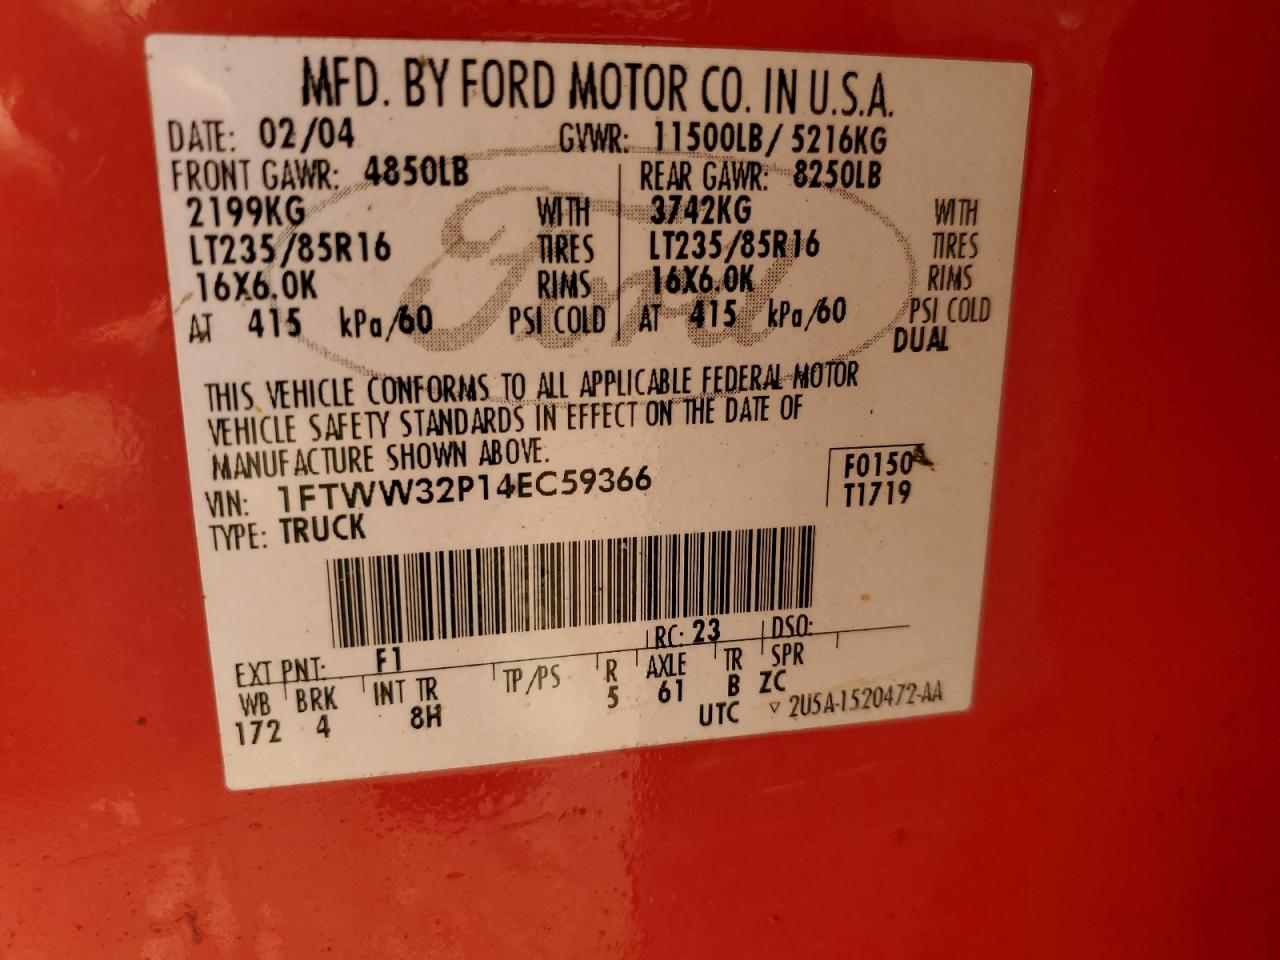 MFD. BY FORD MOTOR CO. IN U.S.A.
DATE: 02/04 GVWR: 11500LB/ 5216KG
FRONT GAWR: 4850LB REAR GAWR: 8250LB
2199KG WITH 3742KG WITH
LT235/85R16 TIRES LT235/85R16 TIRES
16X6.0K RIMS 16X6.0K RIMS
AT 415 kPa/60 PSI COLD AT 415 kPa/60 PSI COLD
DUAL
Ford
THIS VEHICLE CONFORMS TO ALL APPLICABLE FEDERAL MOTOR
VEHICLE SAFETY STANDARDS IN EFFECT ON THE DATE OF
MANUFACTURE SHOWN ABOVE.
VIN: 1FTWW32P14EC59366 F0150
TYPE: TRUCK T1719
EXT PNT: F1 RC: 23 DSO:
WB BRK INT TR TP/PS R AXLE TR SPR
172 4 8H 5 61 B ZC
UTC ▿ 2U5A-1520472-AA